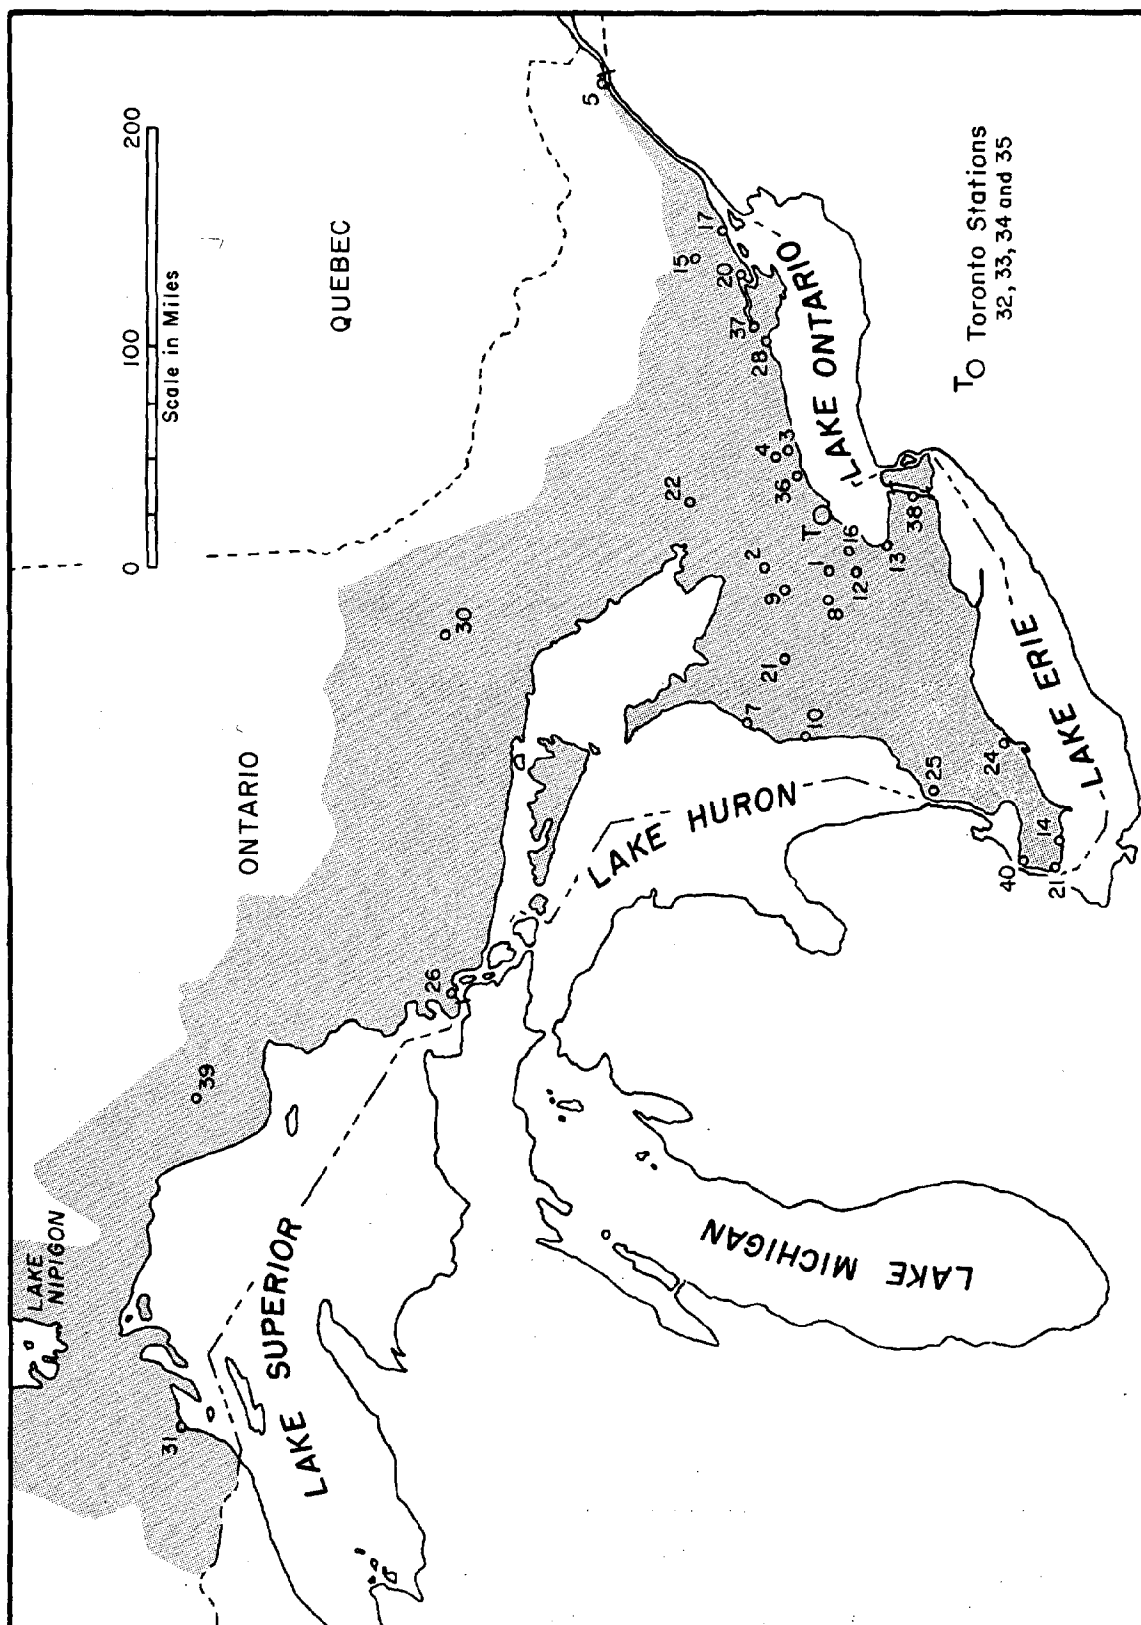 LAKE
NIPIGON
ONTARIO
QUEBEC
0 100 200
Scale in Miles
LAKE SUPERIOR
LAKE MICHIGAN
LAKE HURON
LAKE ERIE
LAKE ONTARIO
31
39
26
30
22
15
17
5
20
37
28
4
3
36
T
2
9
1
8
16
12
13
38
21
7
10
25
24
14
40
21
TO Toronto Stations
32, 33, 34 and 35